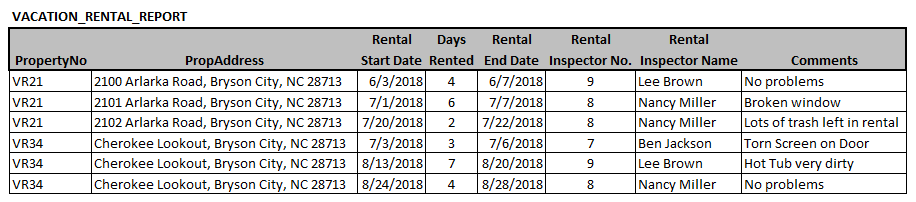 VACATION_RENTAL_REPORT
Rental Days Rental Rental Rental
PropertyNo PropAddress Start Date Rented End Date Inspector No. Inspector Name Comments
VR21 2100 Arlarka Road, Bryson City, NC 28713 6/3/2018 4 6/7/2018 9 Lee Brown No problems
VR21 2101 Arlarka Road, Bryson City, NC 28713 7/1/2018 6 7/7/2018 8 Nancy Miller Broken window
VR21 2102 Arlarka Road, Bryson City, NC 28713 7/20/2018 2 7/22/2018 8 Nancy Miller Lots of trash left in rental
VR34 Cherokee Lookout, Bryson City, NC 28713 7/3/2018 3 7/6/2018 7 Ben Jackson Torn Screen on Door
VR34 Cherokee Lookout, Bryson City, NC 28713 8/13/2018 7 8/20/2018 9 Lee Brown Hot Tub very dirty
VR34 Cherokee Lookout, Bryson City, NC 28713 8/24/2018 4 8/28/2018 8 Nancy Miller No problems